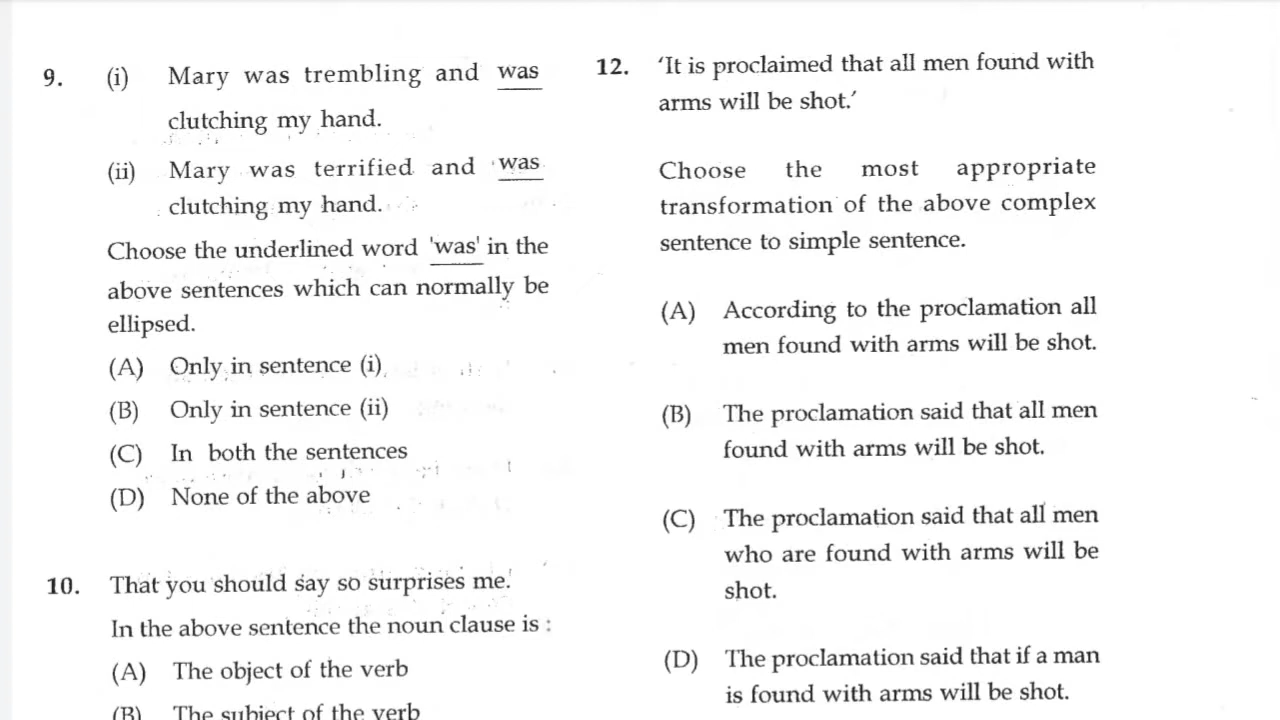 9. (i) Mary was trembling and was
clutching my hand.
(ii) Mary was terrified and was
clutching my hand.
Choose the underlined word 'was' in the
above sentences which can normally be
ellipsed.
(A) Only in sentence (i)
(B) Only in sentence (ii)
(C) In both the sentences
(D) None of the above
10. That you should say so surprises me.
In the above sentence the noun clause is :
(A) The object of the verb
(B) The subject of the verb
12. ‘It is proclaimed that all men found with
arms will be shot.’
Choose the most appropriate
transformation of the above complex
sentence to simple sentence.
(A) According to the proclamation all
men found with arms will be shot.
(B) The proclamation said that all men
found with arms will be shot.
(C) The proclamation said that all men
who are found with arms will be
shot.
(D) The proclamation said that if a man
is found with arms will be shot.